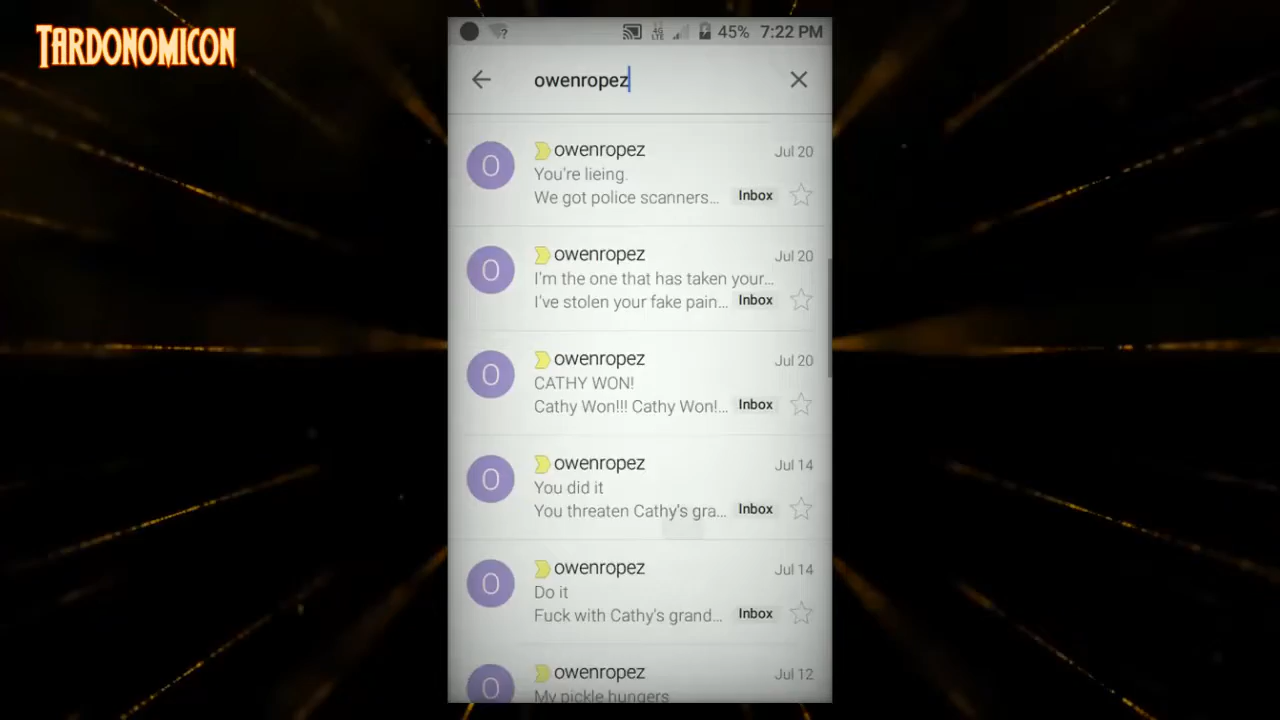 TARDONOMICON
? 4G LTE 45% 7:22 PM
owenropez
O owenropez Jul 20
You're lieing.
We got police scanners... Inbox
O owenropez Jul 20
I'm the one that has taken your...
I've stolen your fake pain... Inbox
O owenropez Jul 20
CATHY WON!
Cathy Won!!! Cathy Won!... Inbox
O owenropez Jul 14
You did it
You threaten Cathy's gra... Inbox
O owenropez Jul 14
Do it
Fuck with Cathy's grand... Inbox
O owenropez Jul 12
My pickle hungers